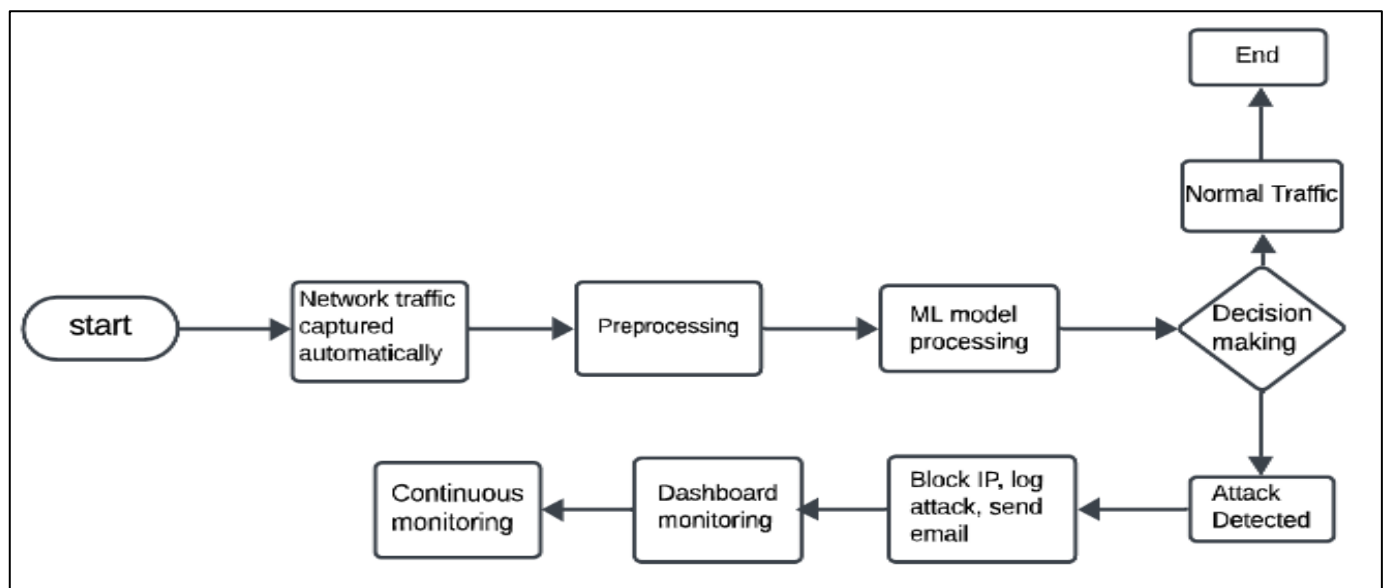 End
Normal Traffic
start
Network traffic
captured
automatically
Preprocessing
ML model
processing
Decision
making
Continuous
monitoring
Dashboard
monitoring
Block IP, log
attack, send
email
Attack
Detected